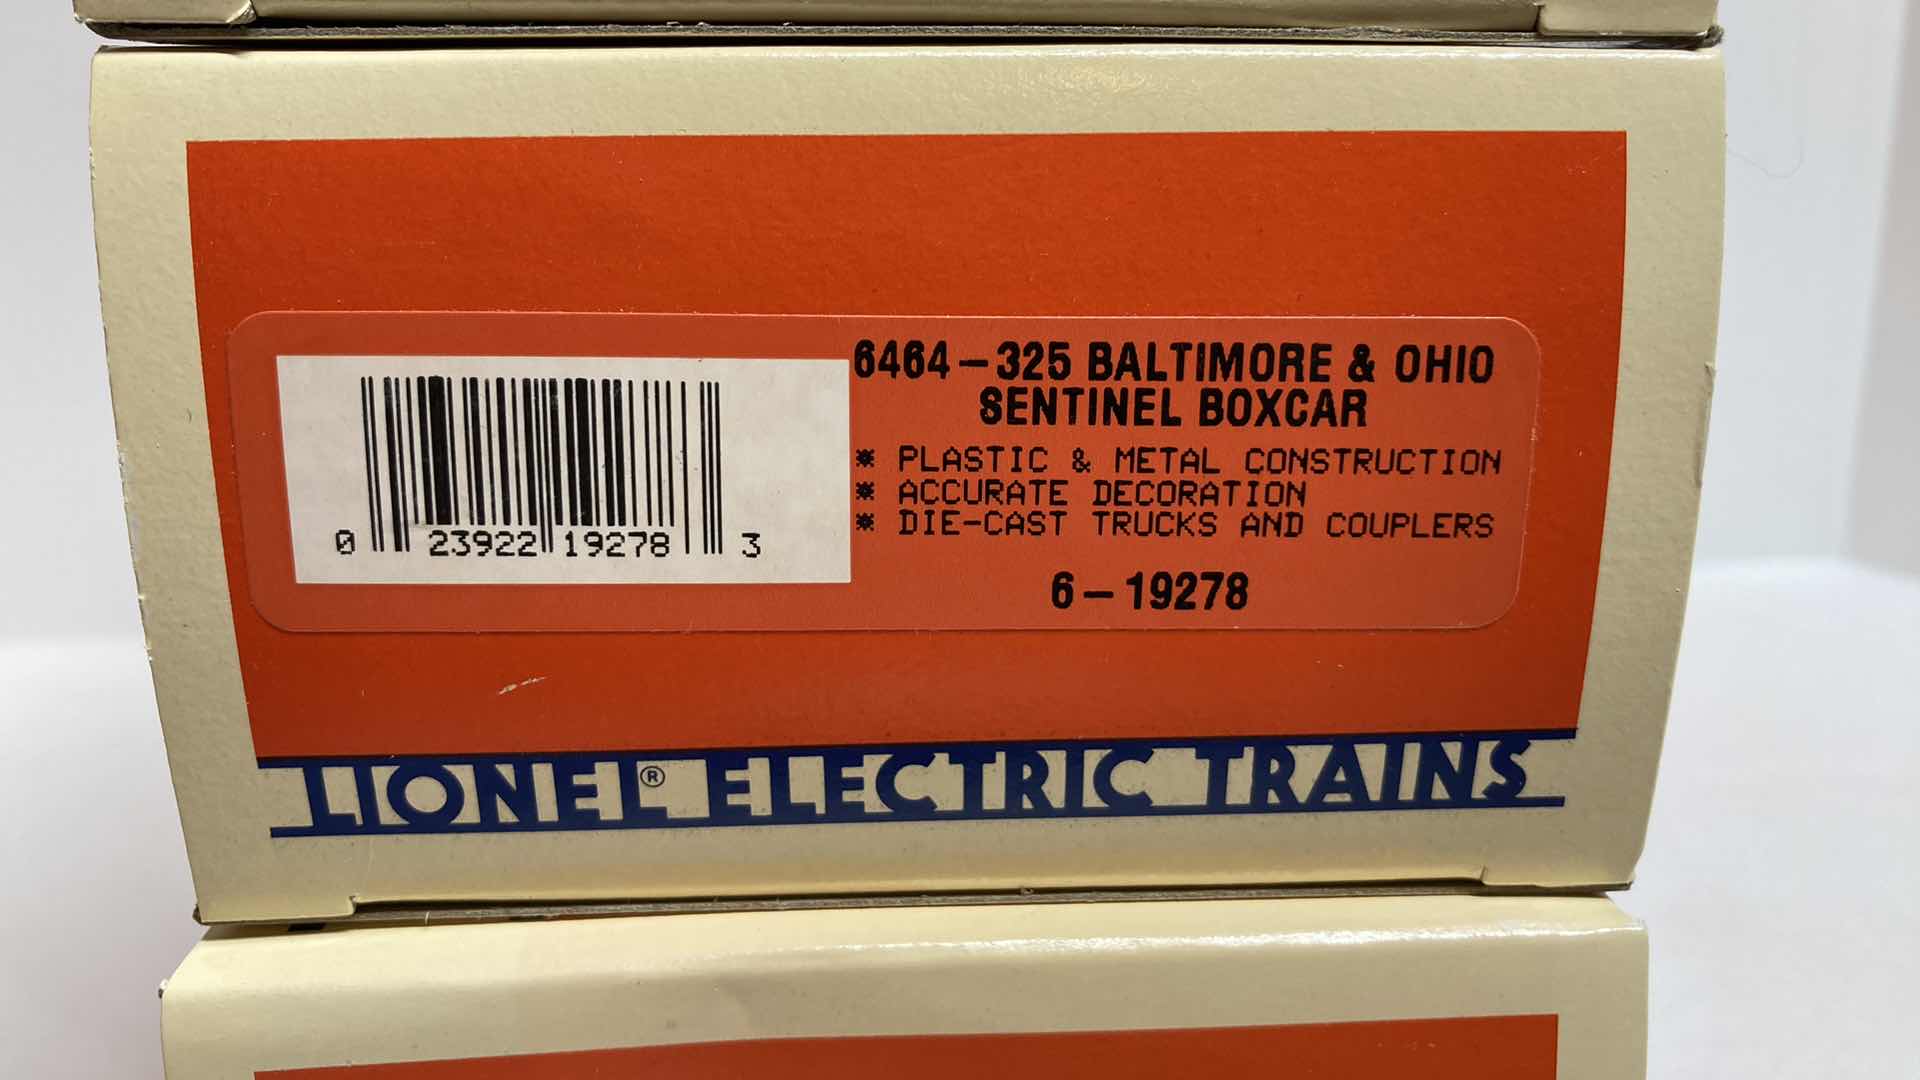 6464-325 BALTIMORE & OHIO
SENTINEL BOXCAR
* PLASTIC & METAL CONSTRUCTION
* ACCURATE DECORATION
* DIE-CAST TRUCKS AND COUPLERS
6-19278
0 23922 19278 3
LIONEL® ELECTRIC TRAINS